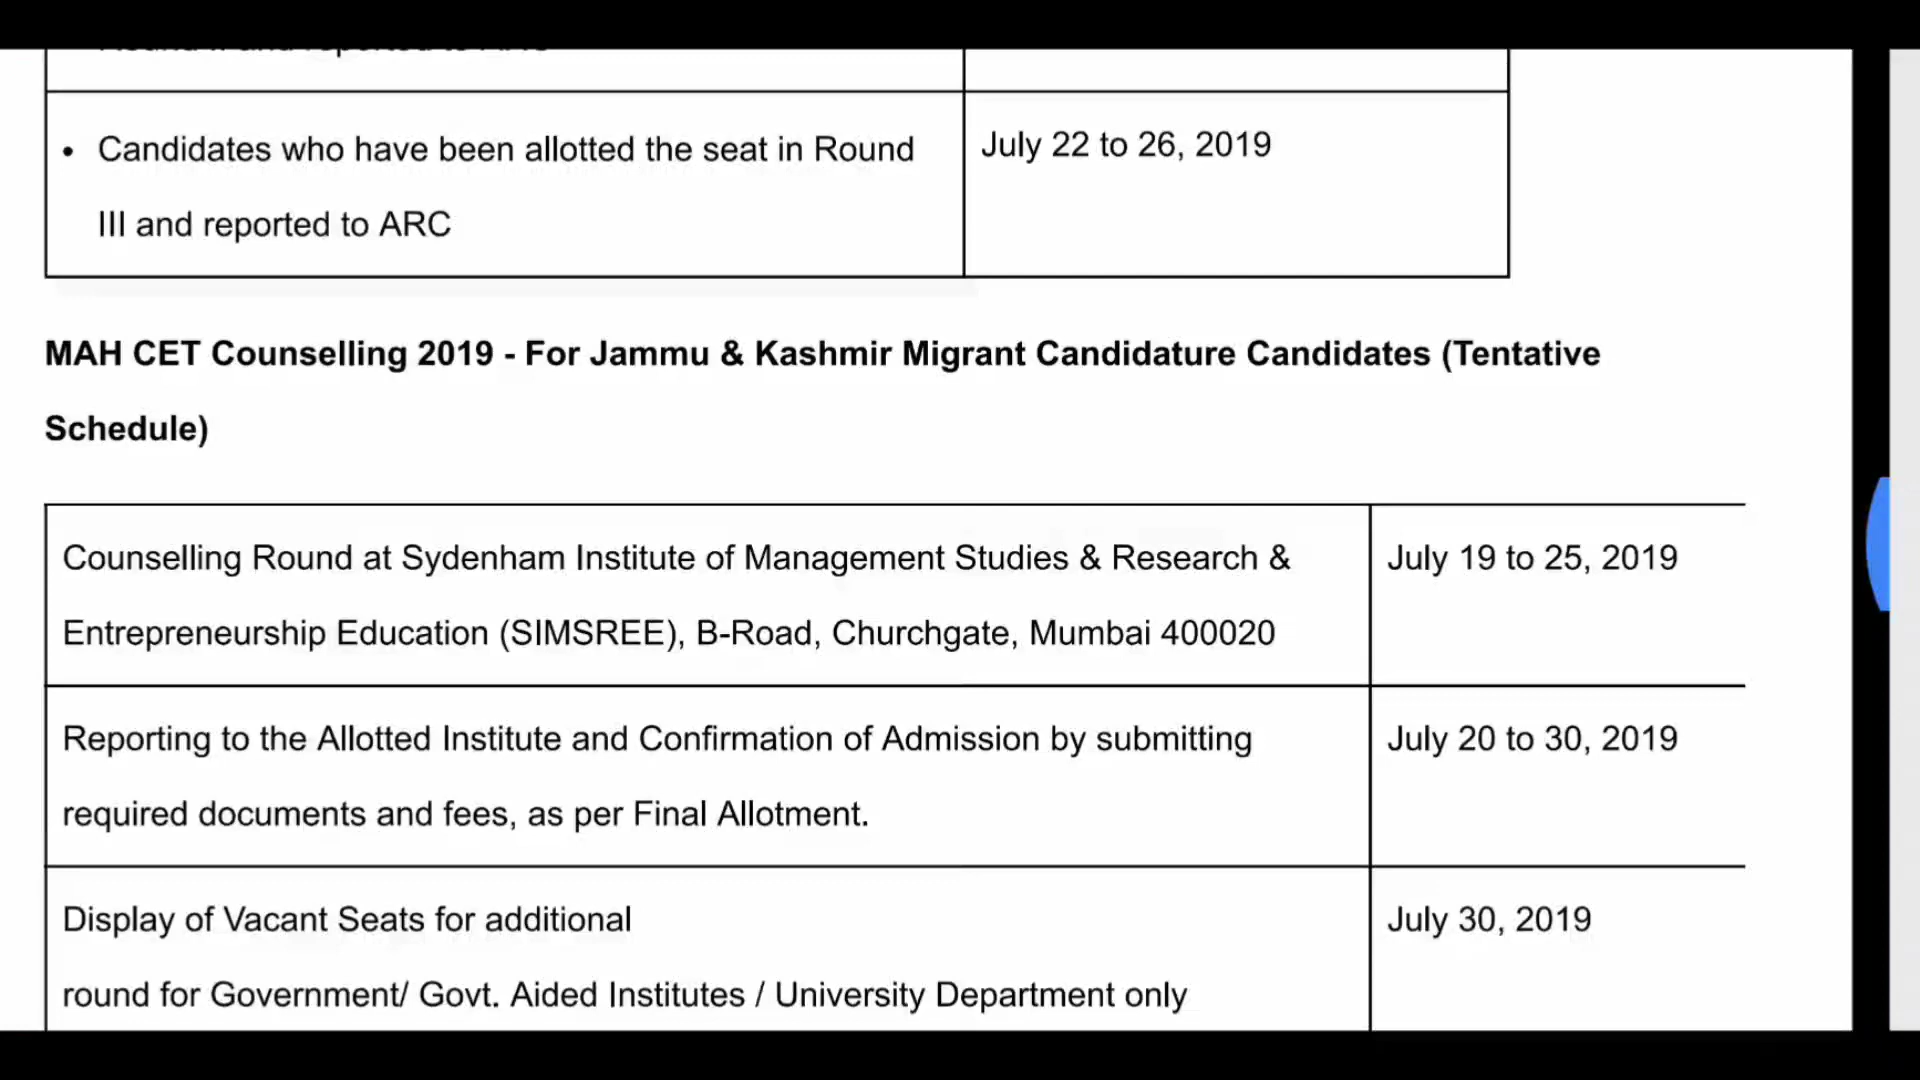 • Candidates who have been allotted the seat in Round
July 22 to 26, 2019
III and reported to ARC
MAH CET Counselling 2019 - For Jammu & Kashmir Migrant Candidature Candidates (Tentative
Schedule)
Counselling Round at Sydenham Institute of Management Studies & Research &
July 19 to 25, 2019
Entrepreneurship Education (SIMSREE), B-Road, Churchgate, Mumbai 400020
Reporting to the Allotted Institute and Confirmation of Admission by submitting
July 20 to 30, 2019
required documents and fees, as per Final Allotment.
Display of Vacant Seats for additional
July 30, 2019
round for Government/ Govt. Aided Institutes / University Department only